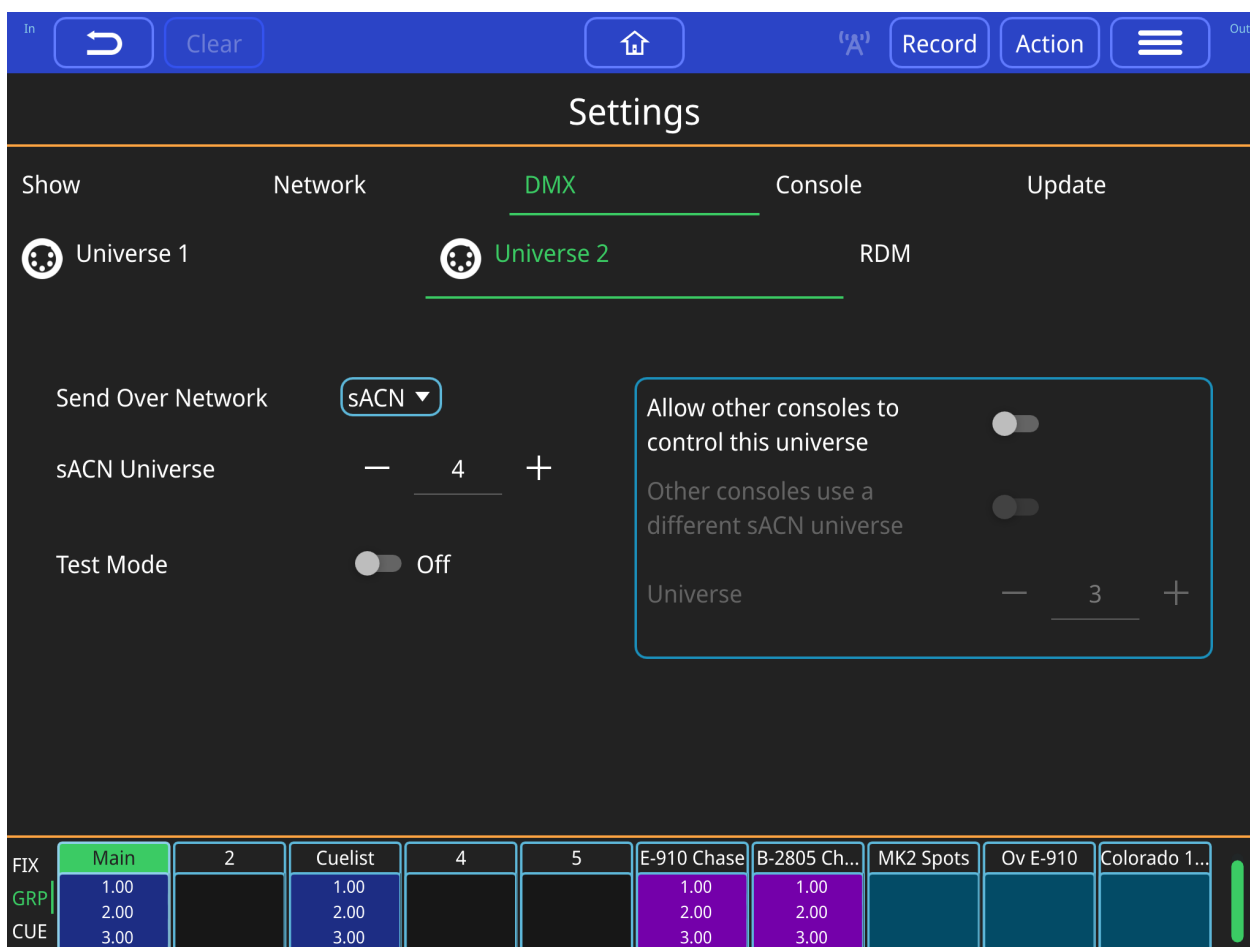 In
Clear
('A')
Record
Action
Out
Settings
Show
Network
DMX
Console
Update
Universe 1
Universe 2
RDM
Send Over Network
sACN
sACN Universe
4
Test Mode
Off
Allow other consoles to
control this universe
Other consoles use a
different sACN universe
Universe
3
FIX
GRP
CUE
Main
1.00
2.00
3.00
2
Cuelist
1.00
2.00
3.00
4
5
E-910 Chase
1.00
2.00
3.00
B-2805 Ch...
1.00
2.00
3.00
MK2 Spots
Ov E-910
Colorado 1...